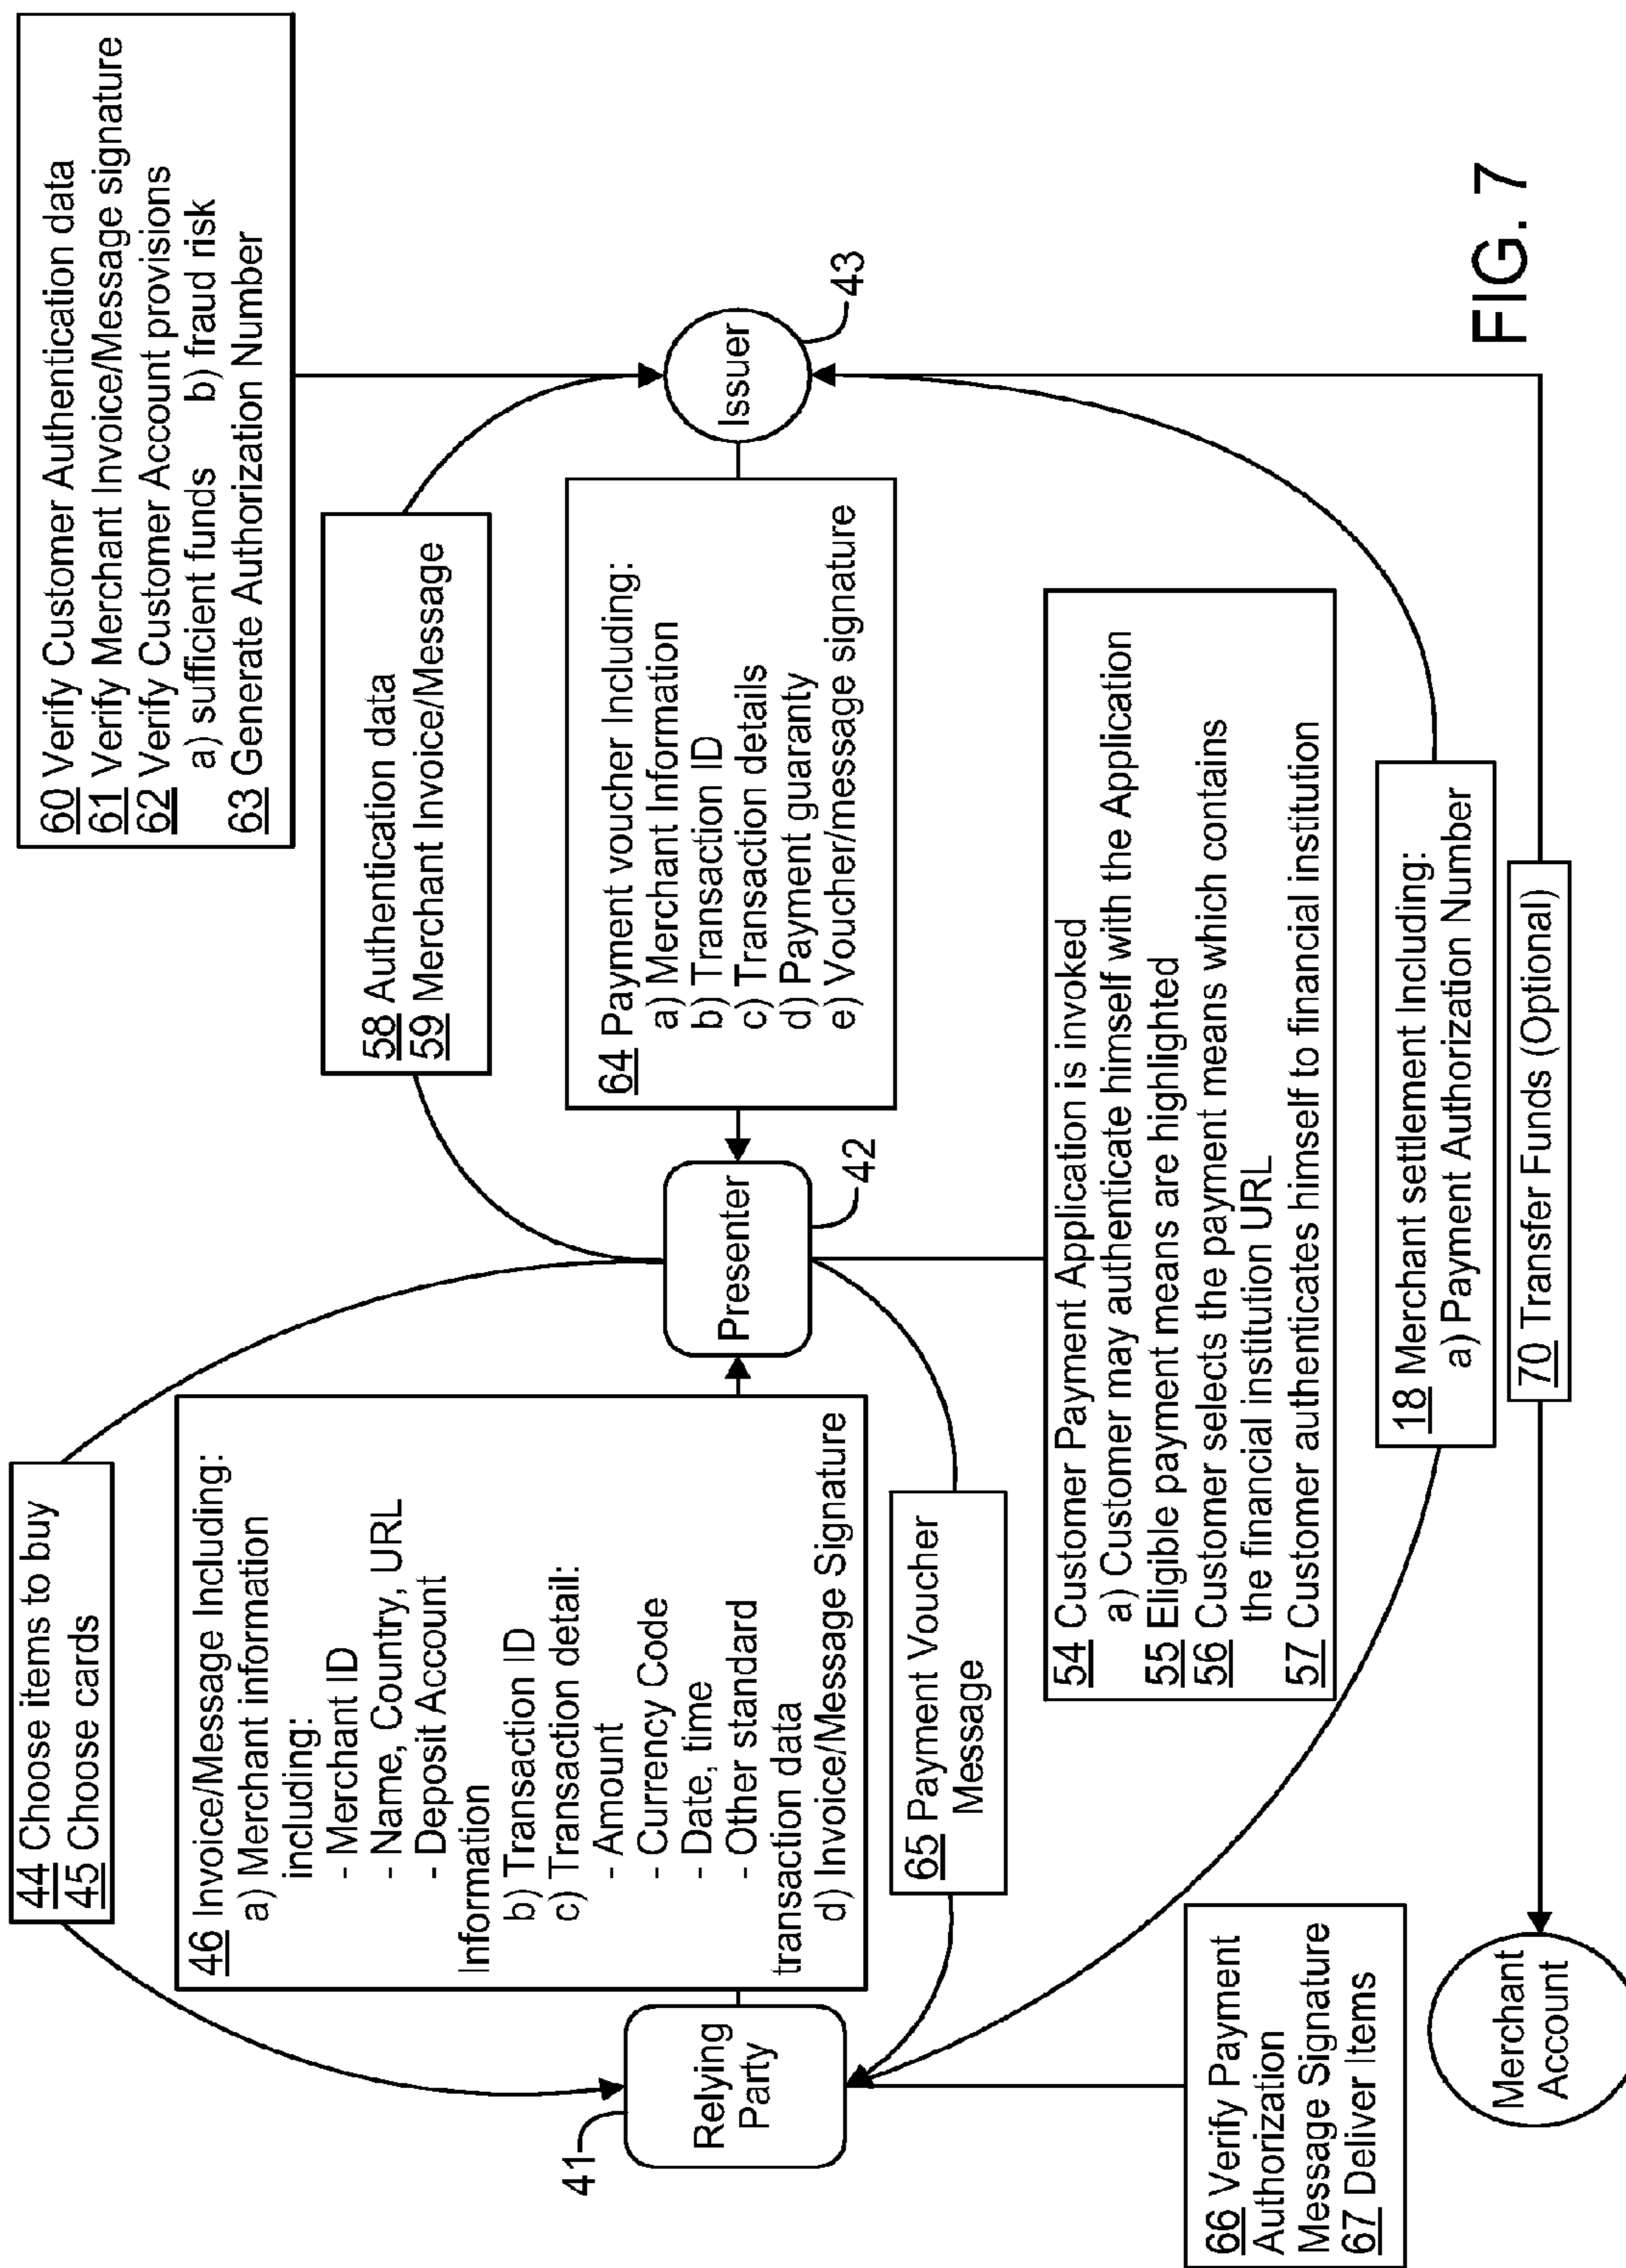 44 Choose items to buy
45 Choose cards
46 Invoice/Message Including:
a) Merchant information
including:
- Merchant ID
- Name, Country, URL
- Deposit Account
Information
b) Transaction ID
c) Transaction detail:
- Amount
- Currency Code
- Date, time
- Other standard
transaction data
d) Invoice/Message Signature
41
Relying
Party
65 Payment Voucher
Message
66 Verify Payment
Authorization
Message Signature
67 Deliver Items
Merchant
Account
Presenter
42
58 Authentication data
59 Merchant Invoice/Message
60 Verify Customer Authentication data
61 Verify Merchant Invoice/Message signature
62 Verify Customer Account provisions
a) sufficient funds b) fraud risk
63 Generate Authorization Number
Issuer
43
64 Payment voucher Including:
a) Merchant Information
b) Transaction ID
c) Transaction details
d) Payment guaranty
e) Voucher/message signature
54 Customer Payment Application is invoked
a) Customer may authenticate himself with the Application
55 Eligible payment means are highlighted
56 Customer selects the payment means which contains
the financial institution URL
57 Customer authenticates himself to financial institution
18 Merchant settlement Including:
a) Payment Authorization Number
70 Transfer Funds (Optional)
FIG. 7